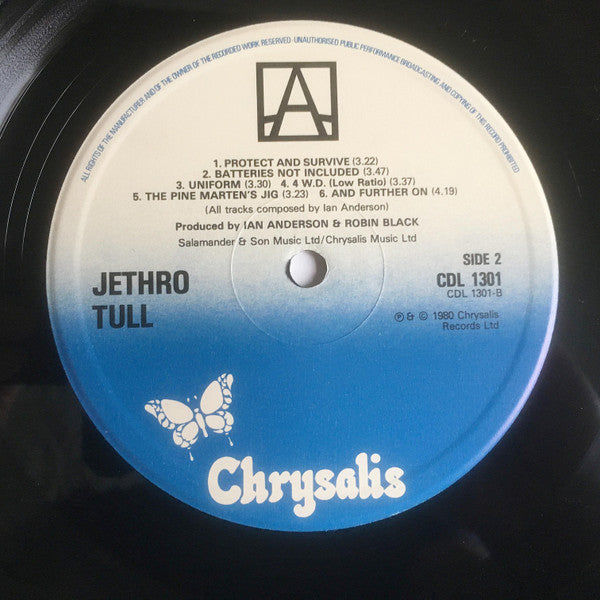 ALL RIGHTS OF THE MANUFACTURER AND OF THE OWNER OF THE RECORDED WORK RESERVED · UNAUTHORISED PUBLIC PERFORMANCE BROADCASTING AND COPYING OF THIS RECORD PROHIBITED
A
1. PROTECT AND SURVIVE (3.22)
2. BATTERIES NOT INCLUDED (3.47)
3. UNIFORM (3.30) 4. 4 W.D. (Low Ratio) (3.37)
5. THE PINE MARTEN'S JIG (3.23) 6. AND FURTHER ON (4.19)
(All tracks composed by Ian Anderson)
Produced by IAN ANDERSON & ROBIN BLACK
Salamander & Son Music Ltd/Chrysalis Music Ltd
JETHRO
TULL
SIDE 2
CDL 1301
CDL 1301-B
℗ & © 1980 Chrysalis
Records Ltd
Chrysalis